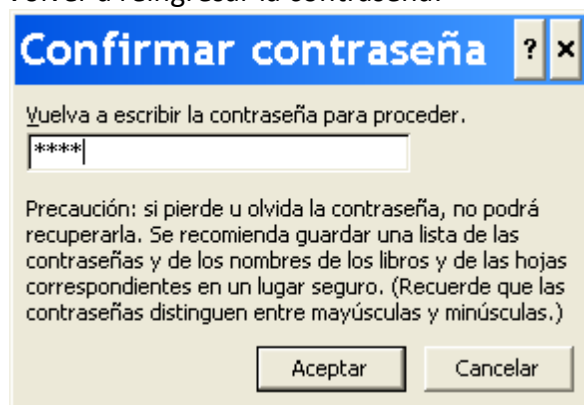 Volver a reingresar la contraseña.
Confirmar contraseña ? ×
Vuelva a escribir la contraseña para proceder.
****
Precaución: si pierde u olvida la contraseña, no podrá
recuperarla. Se recomienda guardar una lista de las
contraseñas y de los nombres de los libros y de las hojas
correspondientes en un lugar seguro. (Recuerde que las
contraseñas distinguen entre mayúsculas y minúsculas.)
Aceptar
Cancelar